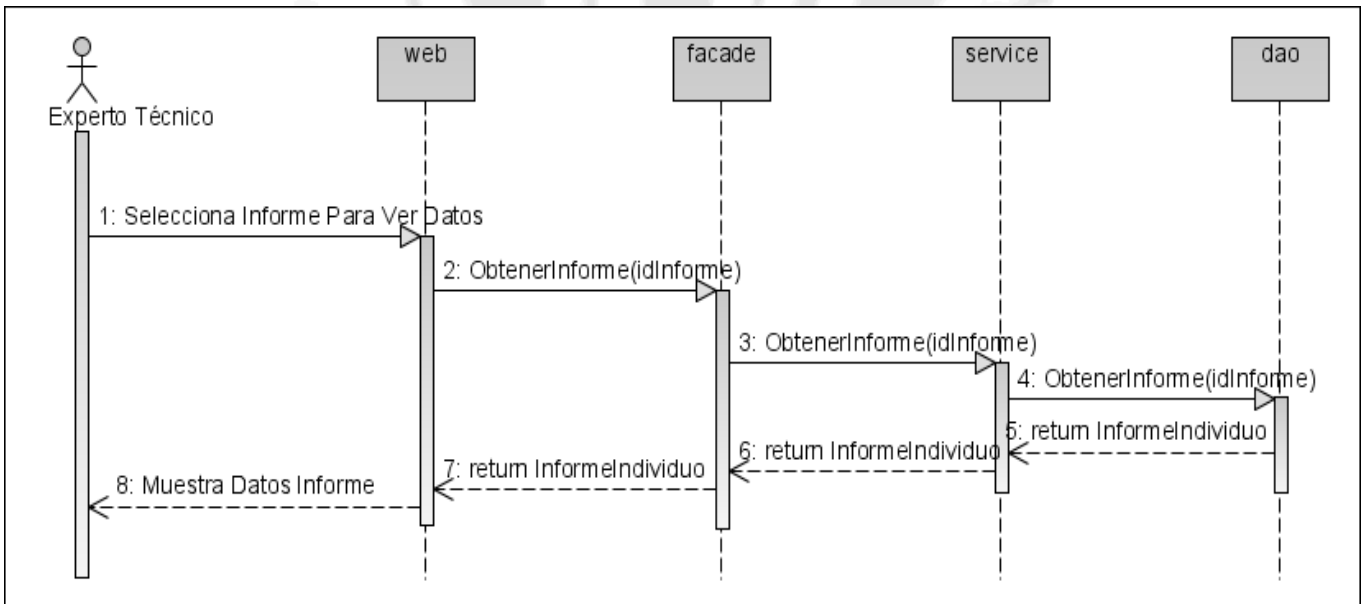 web
facade
service
dao
Experto Técnico
1: Selecciona Informe Para Ver Datos
2: ObtenerInforme(idInforme)
3: ObtenerInforme(idInforme)
4: ObtenerInforme(idInforme)
5: return InformeIndividuo
6: return InformeIndividuo
7: return InformeIndividuo
8: Muestra Datos Informe